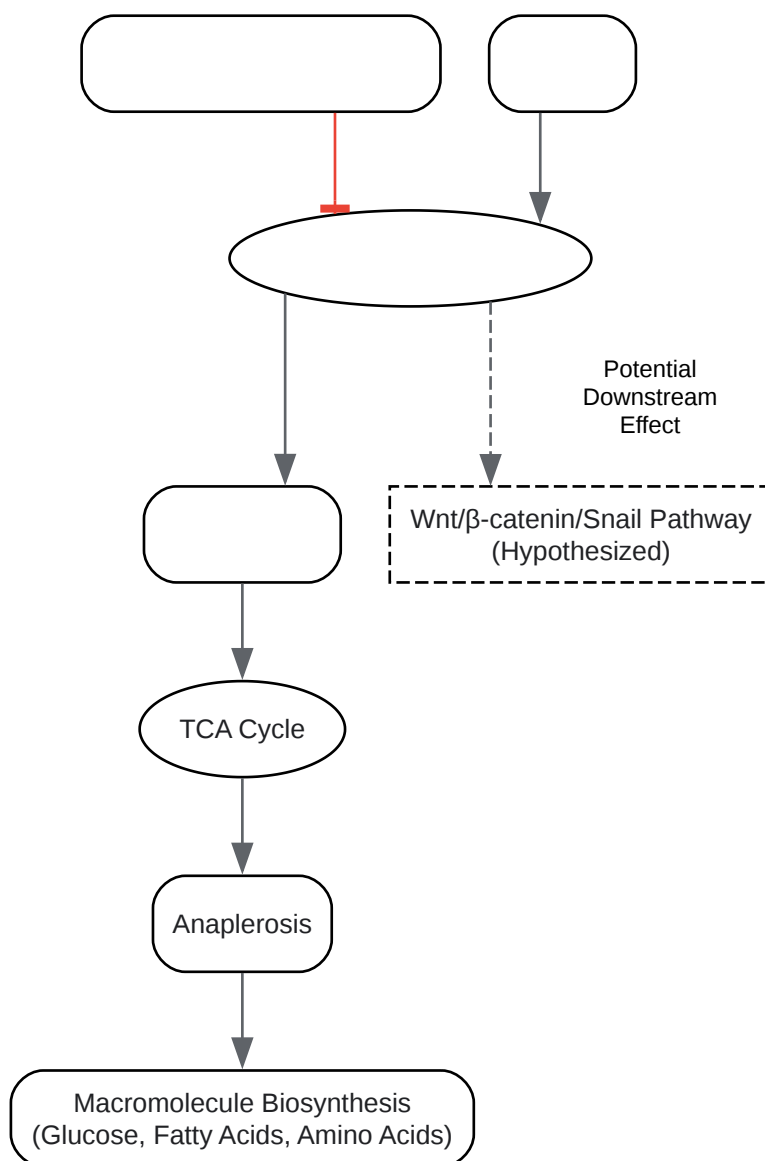 Potential
Downstream
Effect
Wnt/β-catenin/Snail Pathway
(Hypothesized)
TCA Cycle
Anaplerosis
Macromolecule Biosynthesis
(Glucose, Fatty Acids, Amino Acids)